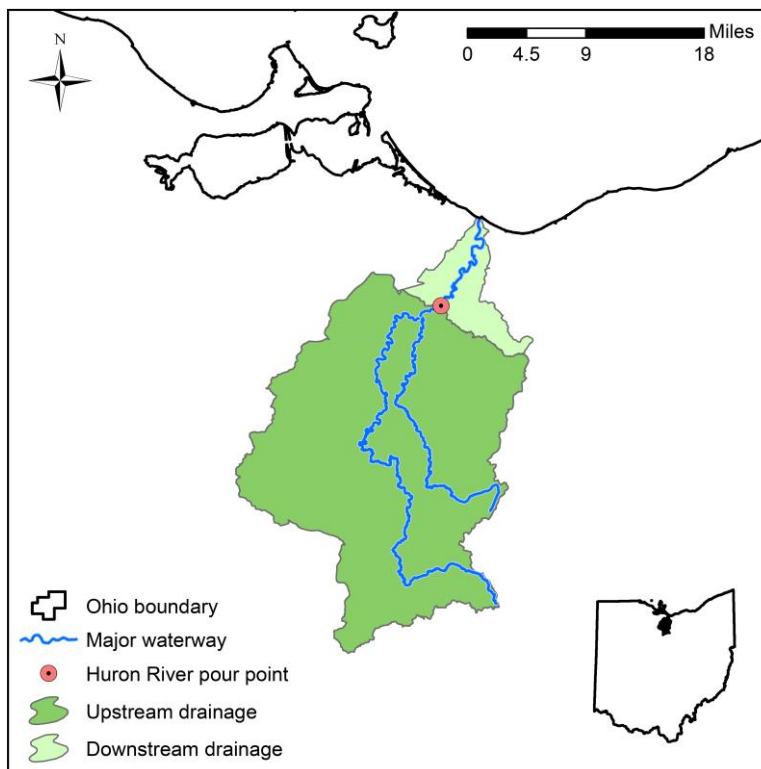 N
Miles
0 4.5 9 18
Ohio boundary
Major waterway
Huron River pour point
Upstream drainage
Downstream drainage